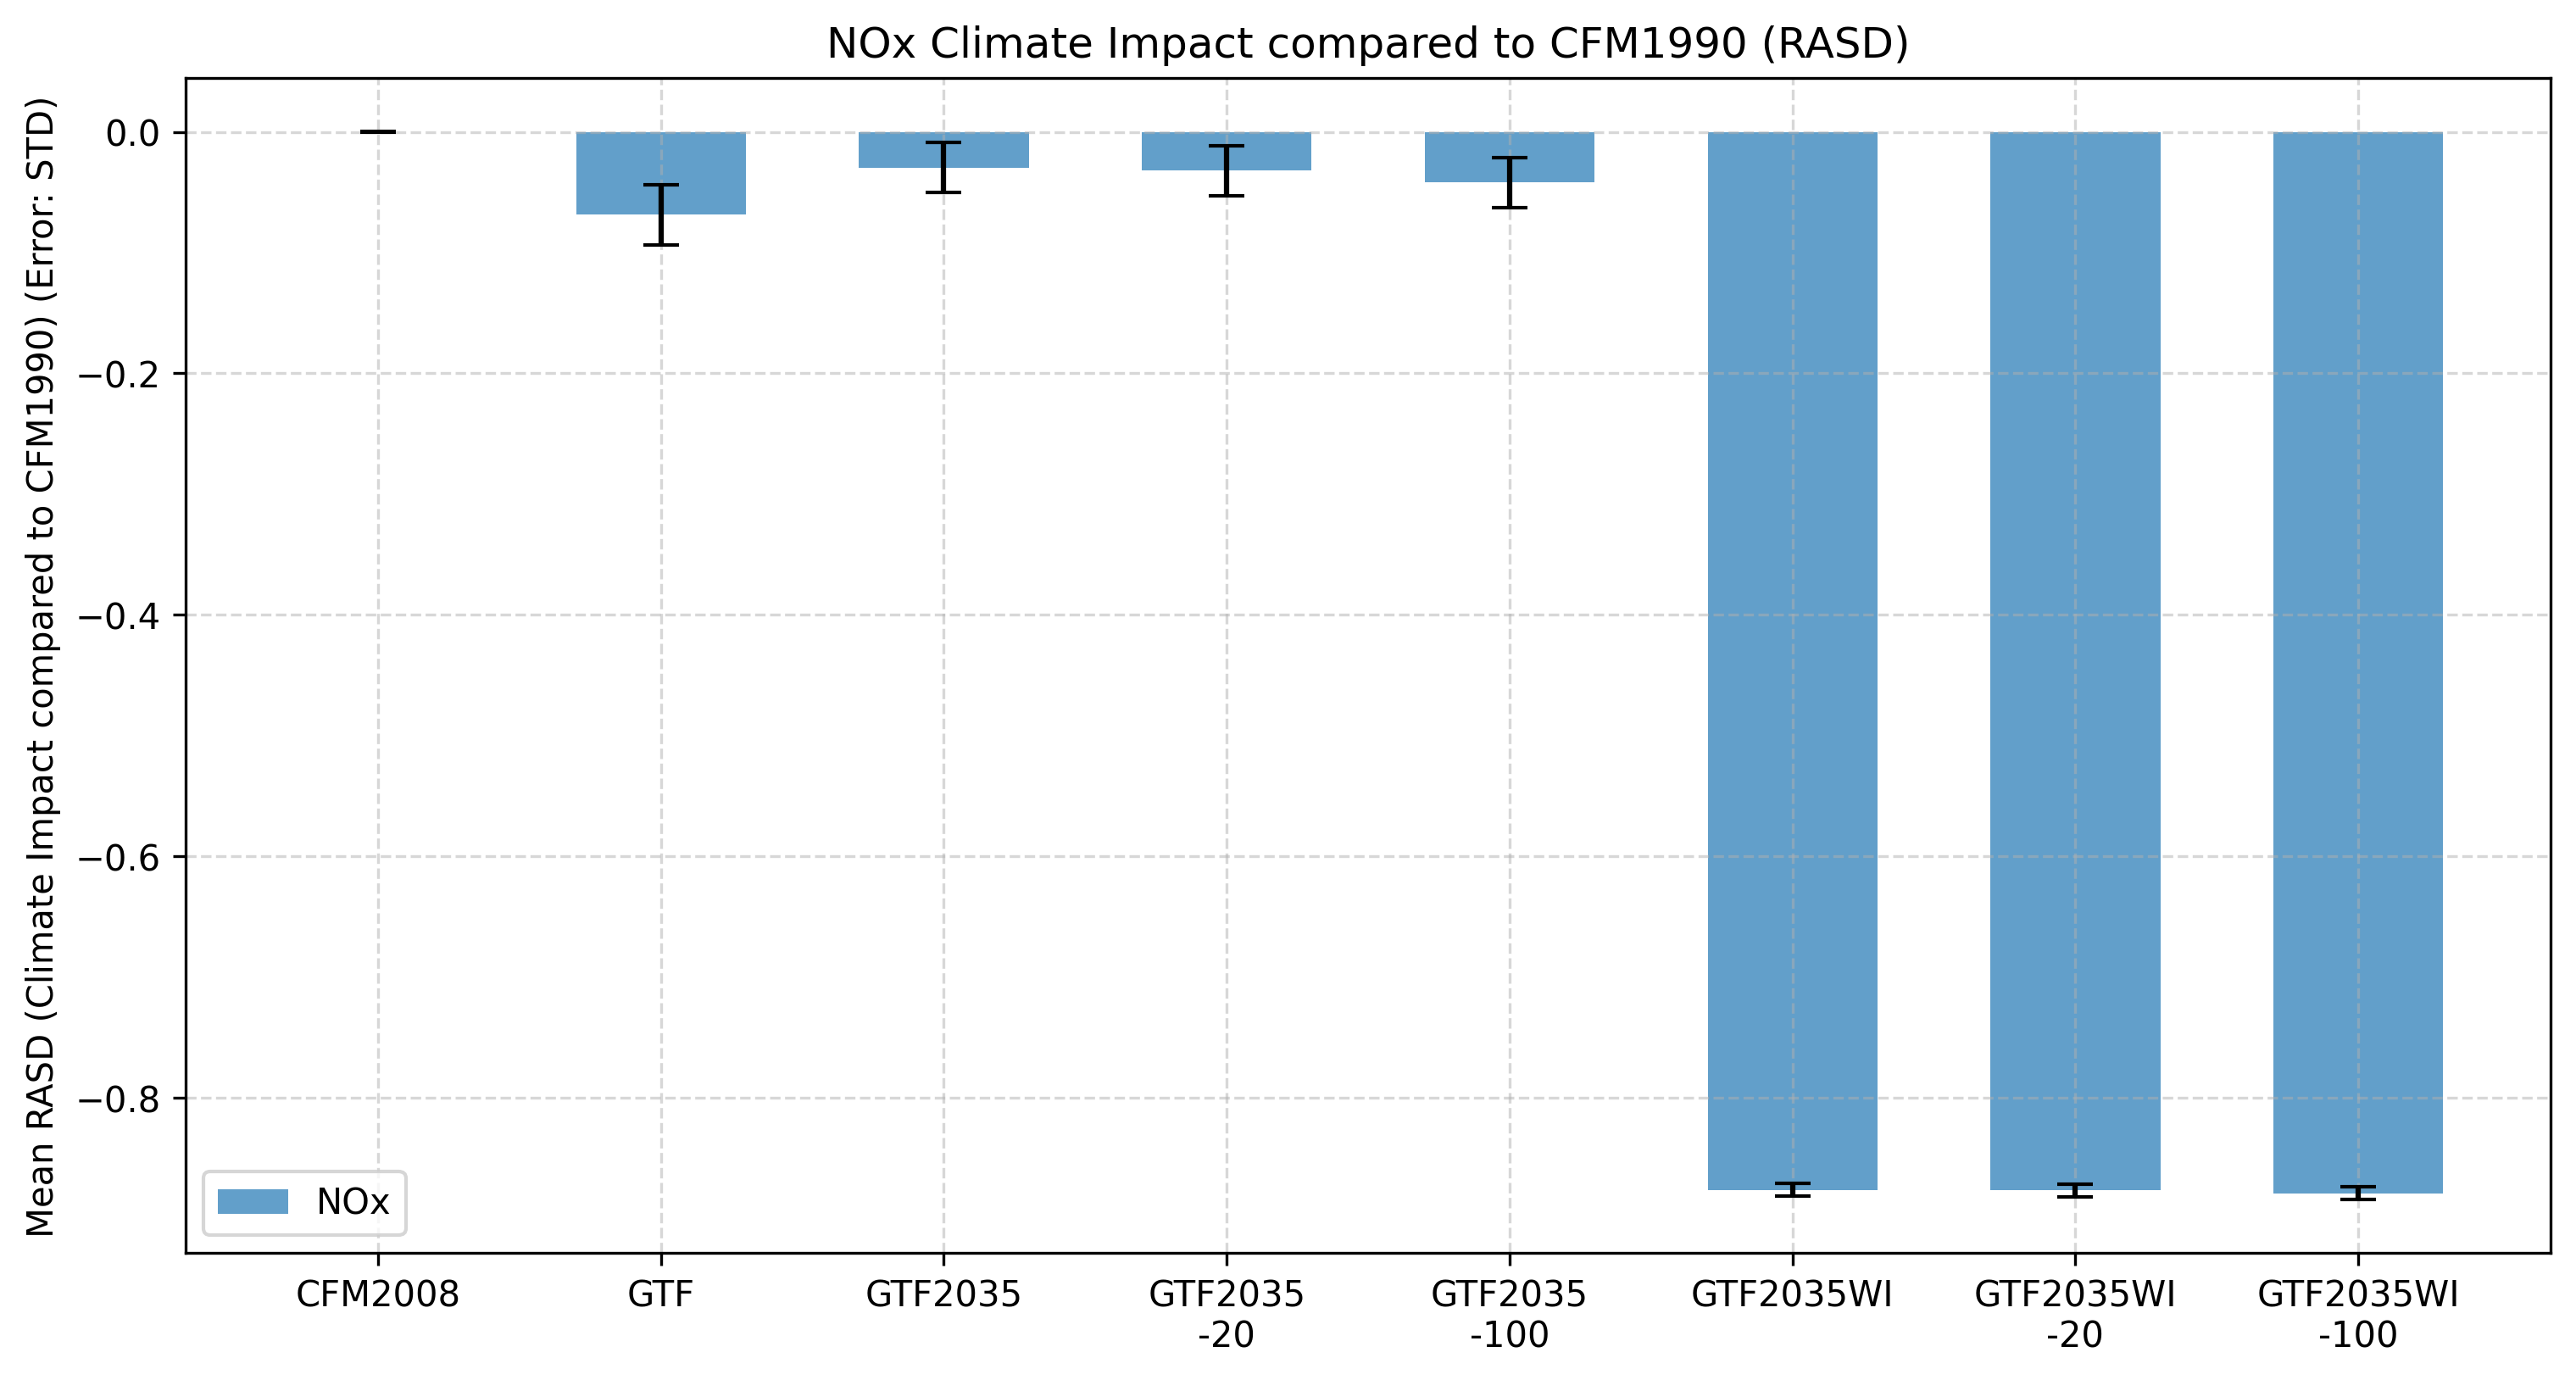 NOx Climate Impact compared to CFM1990 (RASD)
Mean RASD (Climate Impact compared to CFM1990) (Error: STD)
0.0
−0.2
−0.4
−0.6
−0.8
NOx
CFM2008
GTF
GTF2035
GTF2035
-20
GTF2035
-100
GTF2035WI
GTF2035WI
-20
GTF2035WI
-100